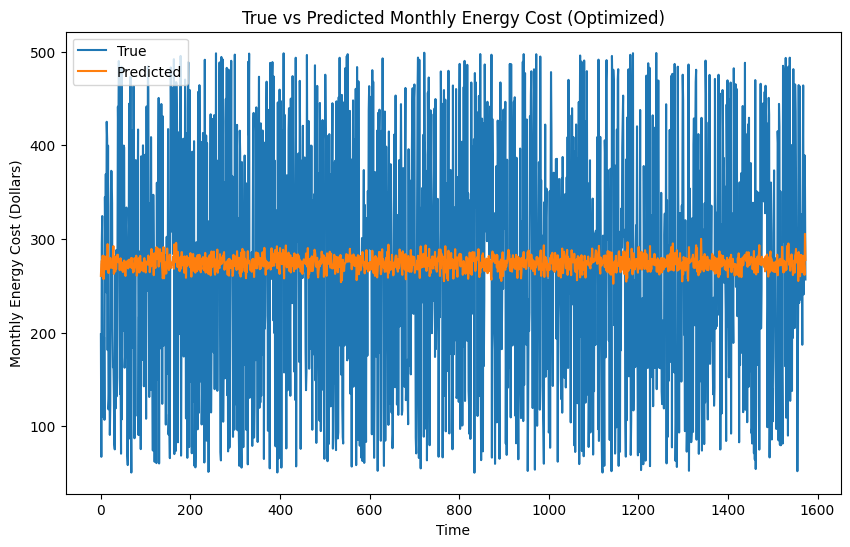 True vs Predicted Monthly Energy Cost (Optimized)
True
Predicted
Monthly Energy Cost (Dollars)
500
400
300
200
100
0 200 400 600 800 1000 1200 1400 1600
Time